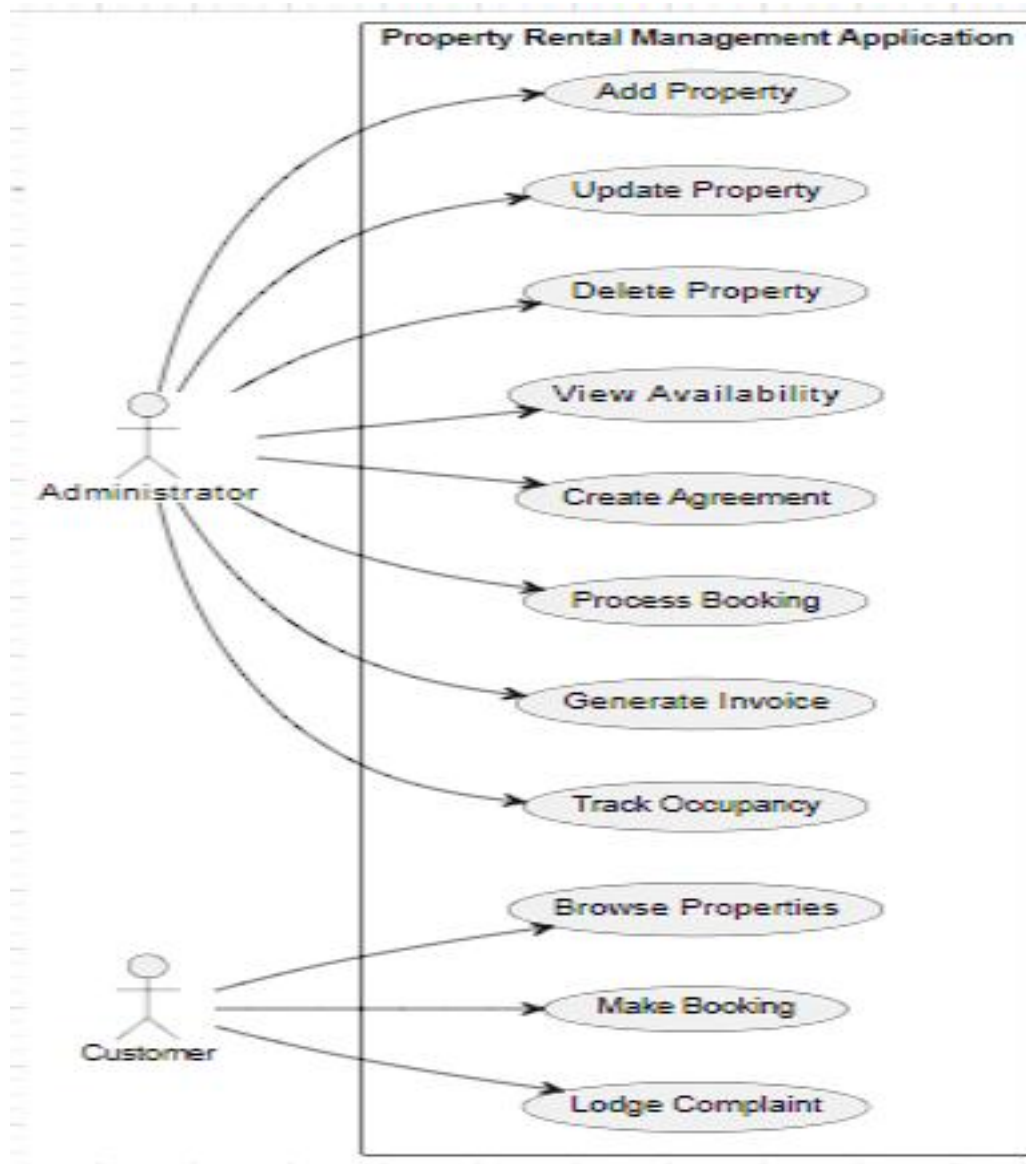 Property Rental Management Application
Add Property
Update Property
Delete Property
View Availability
Create Agreement
Administrator
Process Booking
Generate Invoice
Track Occupancy
Browse Properties
Make Booking
Customer
Lodge Complaint